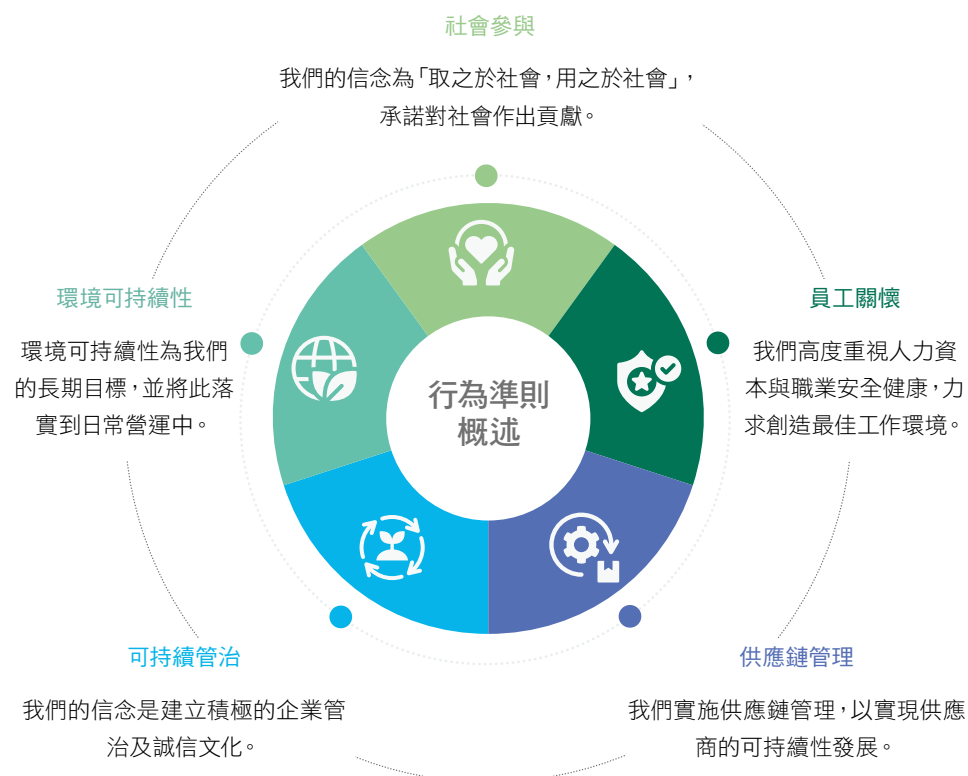 社會參與
我們的信念為「取之於社會，用之於社會」，
承諾對社會作出貢獻。
環境可持續性
環境可持續性為我們
的長期目標，並將此落
實到日常營運中。
行為準則
概述
員工關懷
我們高度重視人力資
本與職業安全健康，力
求創造最佳工作環境。
可持續管治
我們的信念是建立積極的企業管
治及誠信文化。
供應鏈管理
我們實施供應鏈管理，以實現供應
商的可持續性發展。